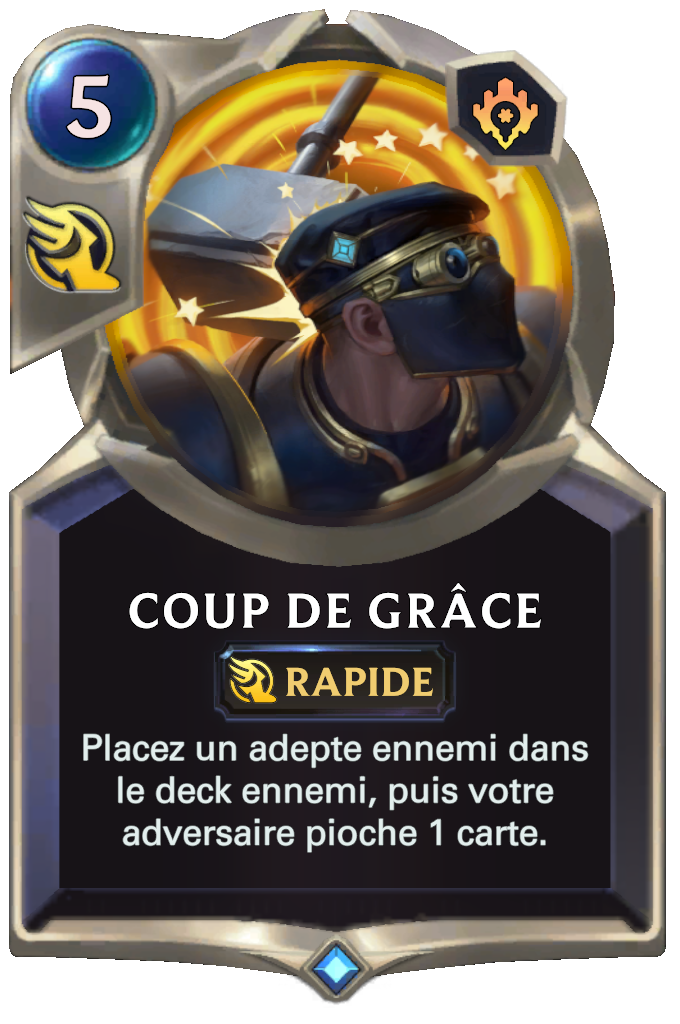 5
COUP DE GRÂCE
RAPIDE
Placez un adepte ennemi dans
le deck ennemi, puis votre
adversaire pioche 1 carte.